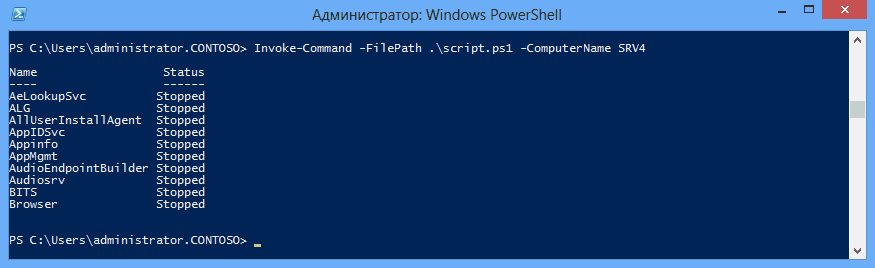 Администратор: Windows PowerShell
PS C:\Users\administrator.CONTOSO> Invoke-Command -FilePath .\script.ps1 -ComputerName SRV4
Name Status
---- ------
AeLookupSvc Stopped
ALG Stopped
AllUserInstallAgent Stopped
AppIDSvc Stopped
Appinfo Stopped
AppMgmt Stopped
AudioEndpointBuilder Stopped
Audiosrv Stopped
BITS Stopped
Browser Stopped
PS C:\Users\administrator.CONTOSO> _